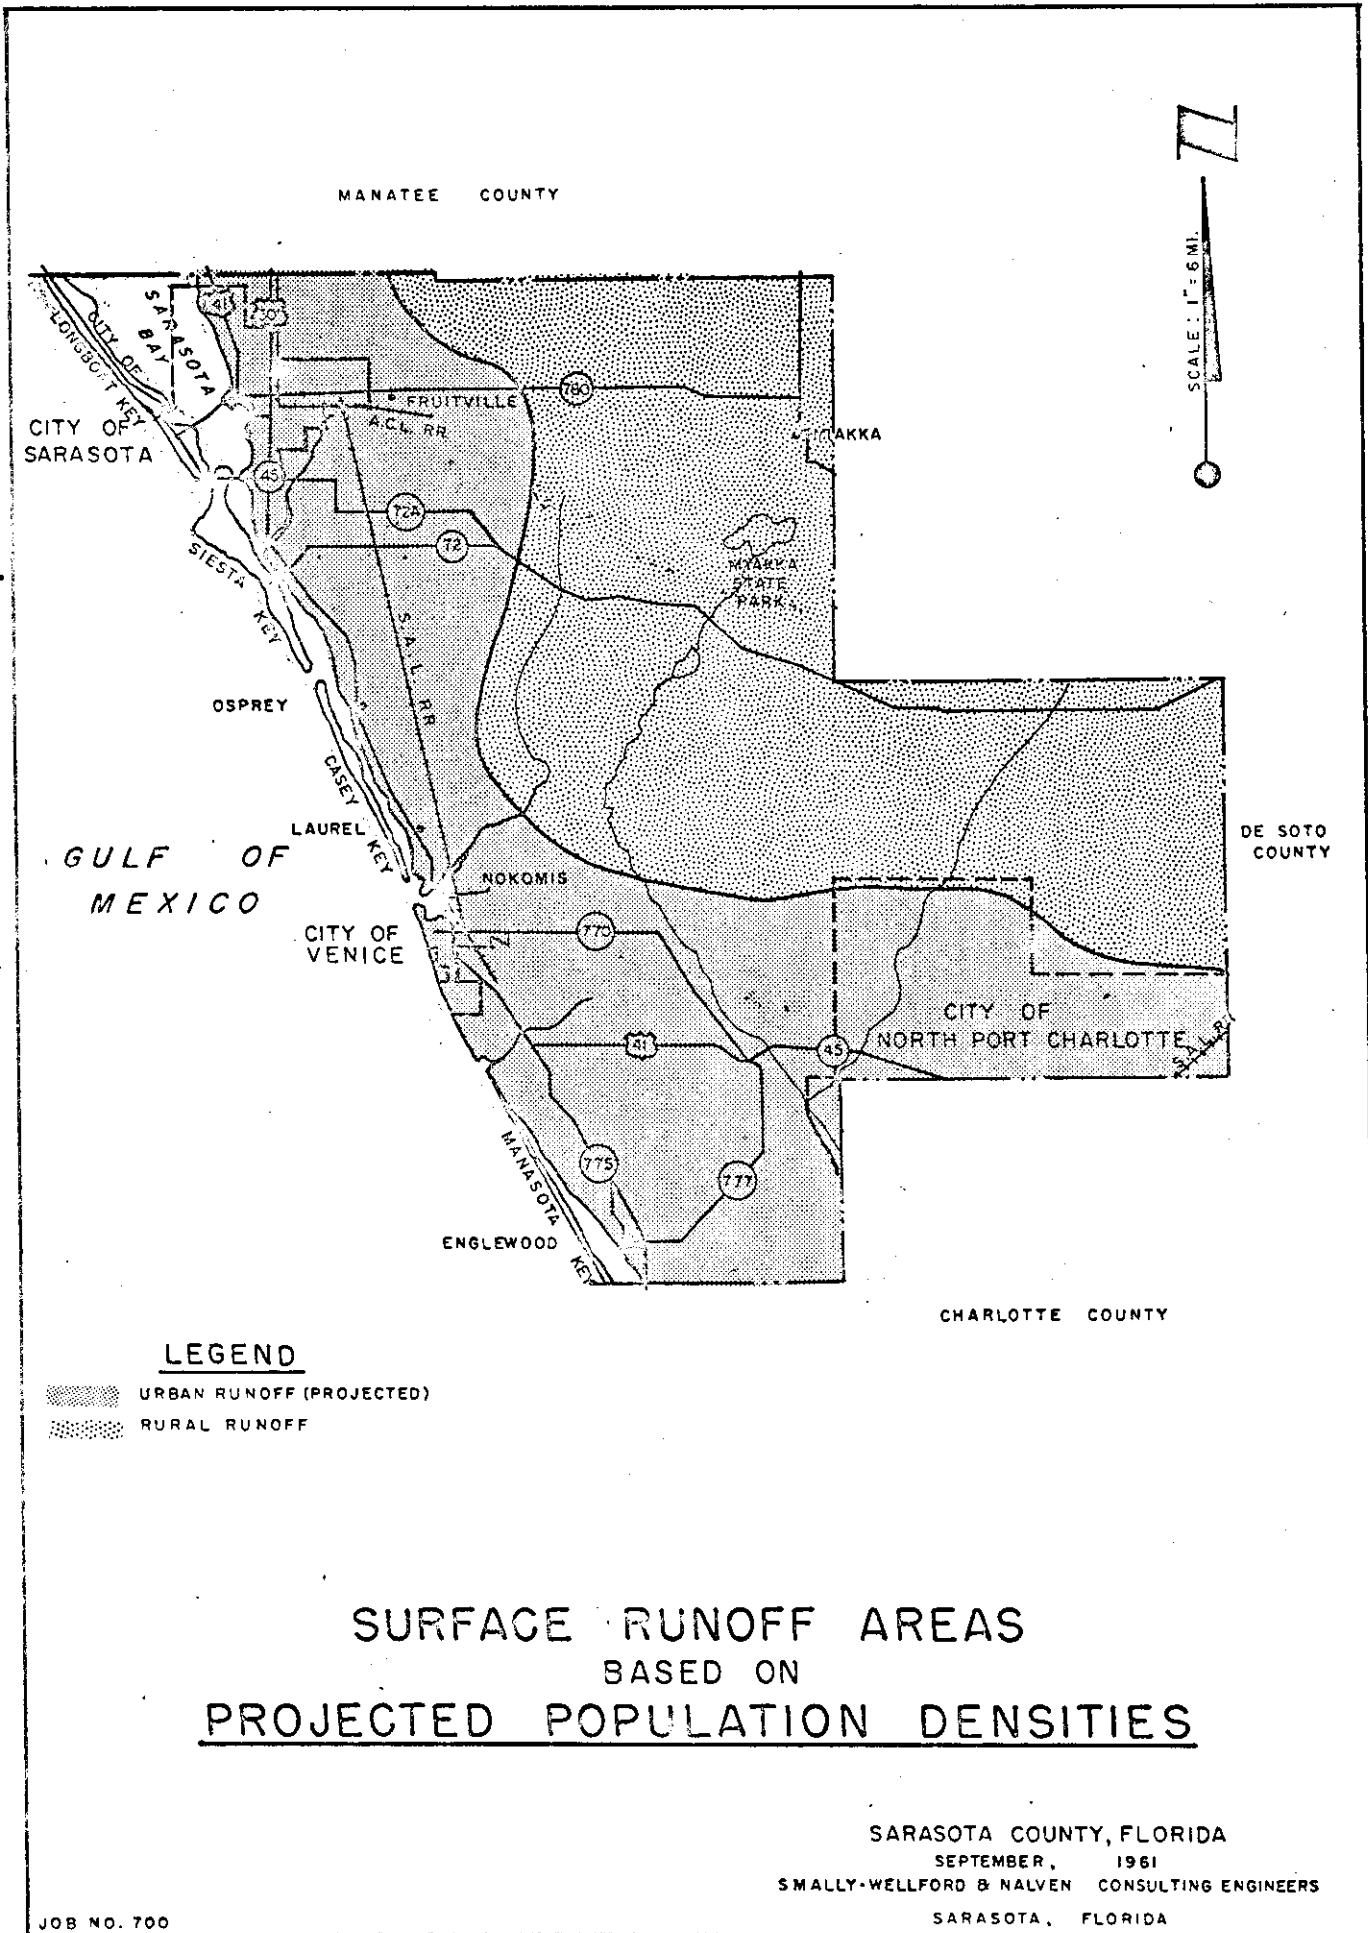 MANATEE COUNTY
SCALE: 1" = 6 MI.
SARASOTA
BAY
CITY OF
LONGBOAT KEY
41
301
780
FRUITVILLE
A.C.L. RR.
CITY OF
SARASOTA
45
72A
72
MYAKKA
STATE
PARK
SIESTA
KEY
S.A.L. RR
OSPREY
CASEY
KEY
LAUREL
GULF OF
MEXICO
NOKOMIS
CITY OF
VENICE
770
DE SOTO
COUNTY
CITY OF
NORTH PORT CHARLOTTE
S.A.L. RR
41
45
MANASOTA
KEY
775
777
ENGLEWOOD
CHARLOTTE COUNTY
LEGEND
URBAN RUNOFF (PROJECTED)
RURAL RUNOFF
SURFACE RUNOFF AREAS
BASED ON
PROJECTED POPULATION DENSITIES
SARASOTA COUNTY, FLORIDA
SEPTEMBER, 1961
SMALLY-WELLFORD & NALVEN CONSULTING ENGINEERS
SARASOTA, FLORIDA
JOB NO. 700